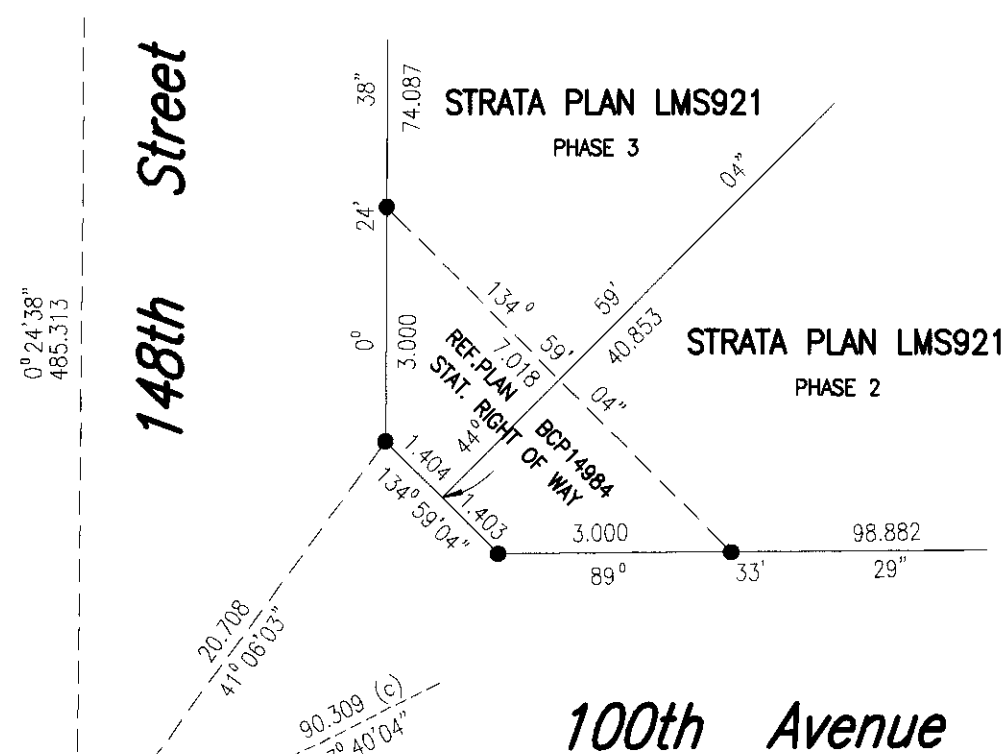 148th Street
0° 24'38"
485.313
0° 24' 38"
74.087
3.000
STRATA PLAN LMS921
PHASE 3
44° 59' 04"
40.853
STRATA PLAN LMS921
PHASE 2
134° 59' 04"
7.018
REF.PLAN BCP14984
STAT. RIGHT OF WAY
1.404
1.403
134° 59'04"
3.000
98.882
89° 33' 29"
20.708
41° 06'03"
90.309 (c)
40'04"
100th Avenue